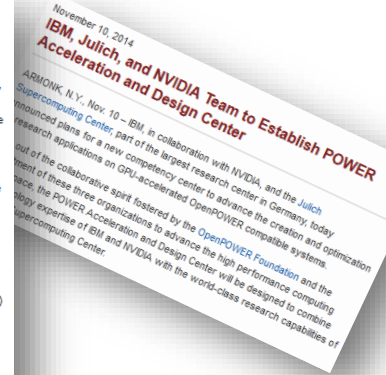 November 10, 2014
IBM, Julich, and NVIDIA Team to Establish POWER
Acceleration and Design Center
ARMONK, N.Y., Nov. 10 – IBM, in collaboration with NVIDIA, and the Julich
Supercomputing Center, part of the largest research center in Germany, today
announced plans for a new competency center to advance the creation and optimization
research applications on GPU-accelerated OpenPOWER compatible systems.
out of the collaborative spirit fostered by the OpenPOWER Foundation and the
of these three organizations to advance the high performance computing
the POWER Acceleration and Design Center will be designed to combine
expertise of IBM and NVIDIA with the world-class research capabilities of
Supercomputing Center.